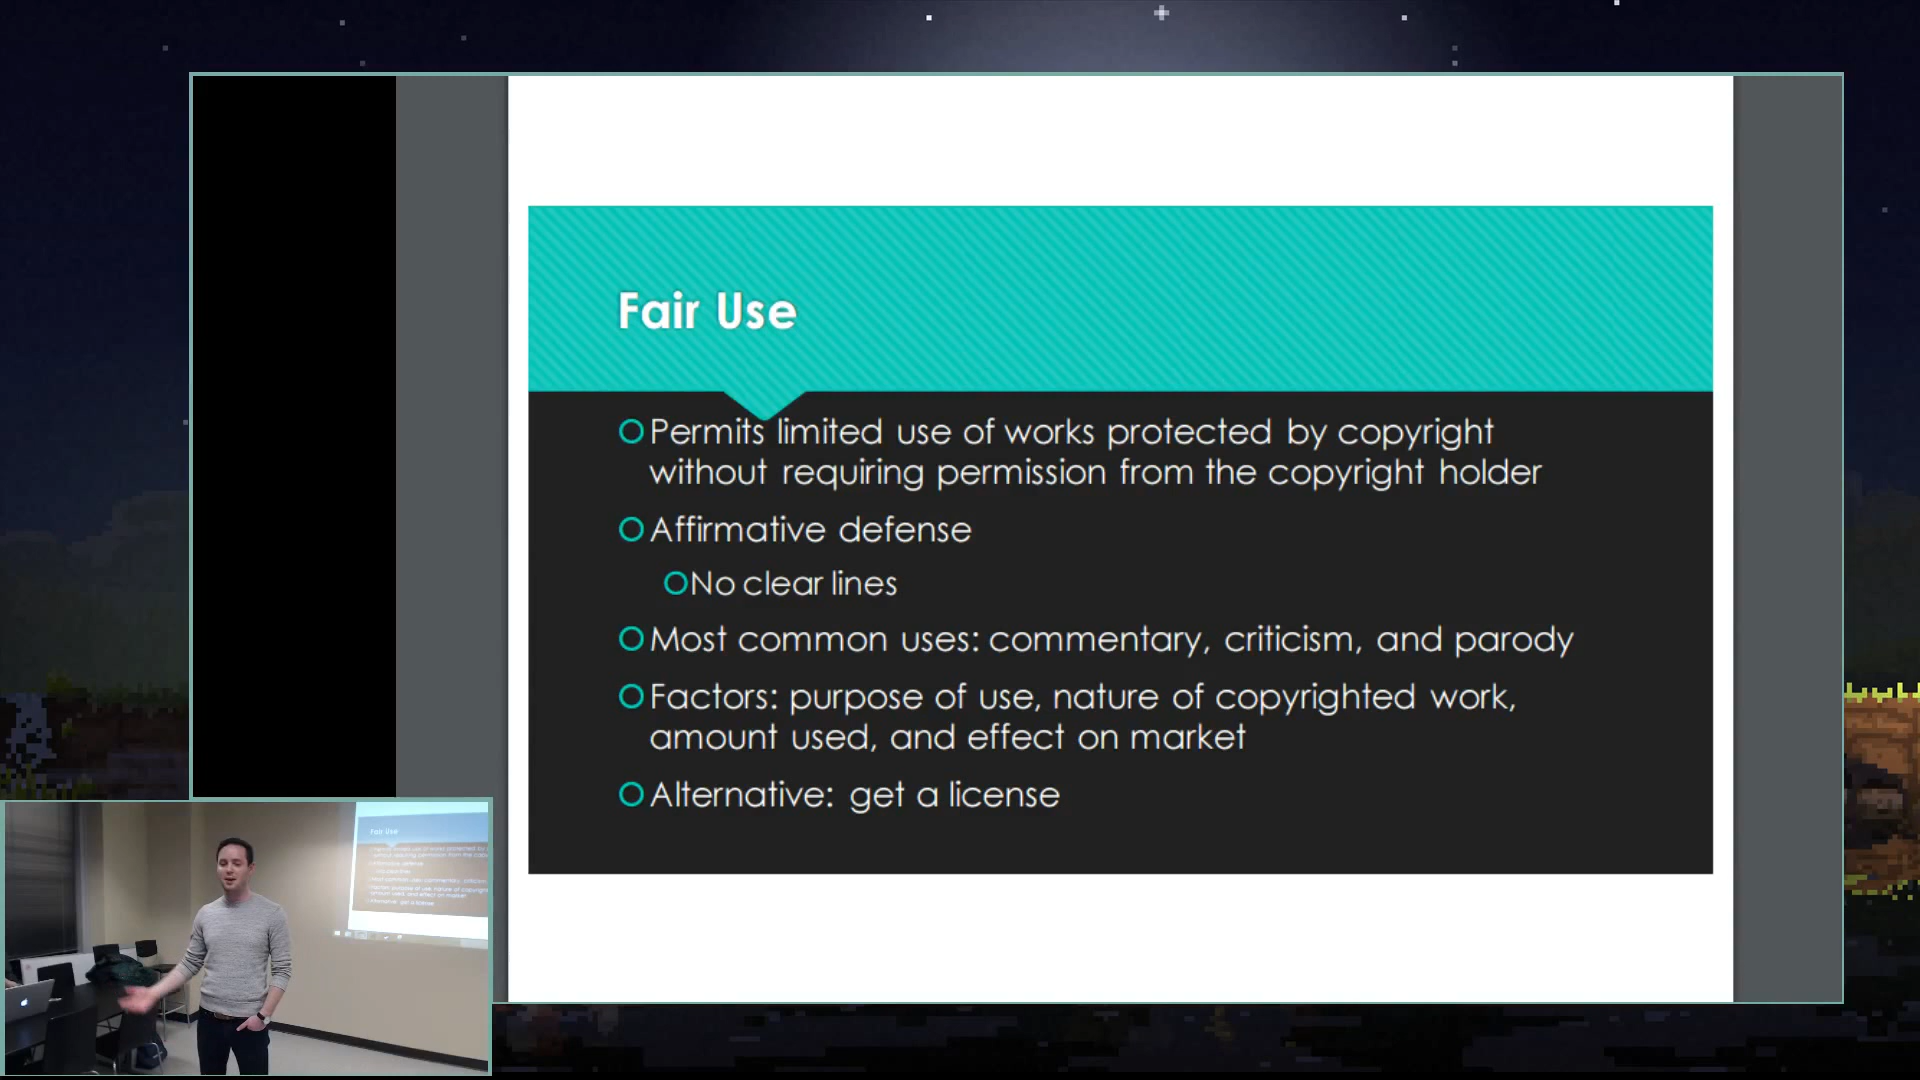 Fair Use
Permits limited use of works protected by copyright
without requiring permission from the copyright holder
Affirmative defense
No clear lines
Most common uses: commentary, criticism, and parody
Factors: purpose of use, nature of copyrighted work,
amount used, and effect on market
Alternative: get a license
Fair Use